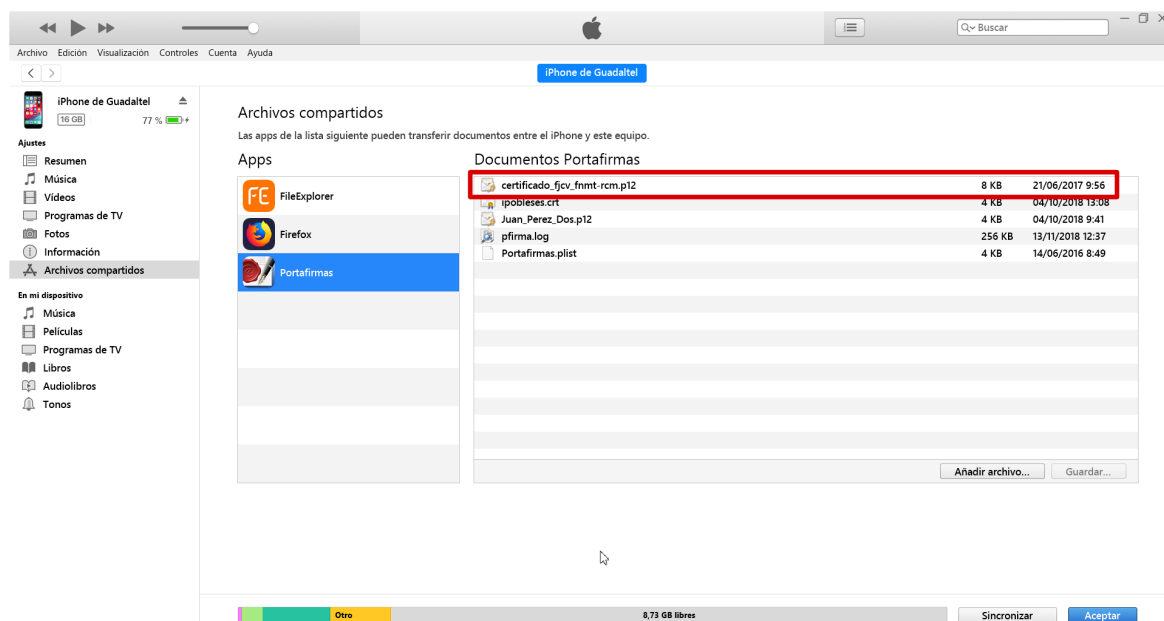 Buscar
Archivo Edición Visualización Controles Cuenta Ayuda
iPhone de Guadaltel
iPhone de Guadaltel
16 GB 77 %
Ajustes
Resumen
Música
Vídeos
Programas de TV
Fotos
Información
Archivos compartidos
En mi dispositivo
Música
Películas
Programas de TV
Libros
Audiolibros
Tonos
Archivos compartidos
Las apps de la lista siguiente pueden transferir documentos entre el iPhone y este equipo.
Apps
FE FileExplorer
Firefox
Portafirmas
Documentos Portafirmas
certificado_fjcv_fnmt-rcm.p12 8 KB 21/06/2017 9:56
ipobleses.crt 4 KB 04/10/2018 13:08
Juan_Perez_Dos.p12 4 KB 04/10/2018 9:41
pfirma.log 256 KB 13/11/2018 12:37
Portafirmas.plist 4 KB 14/06/2016 8:49
Añadir archivo... Guardar...
Otro 8,73 GB libres Sincronizar Aceptar